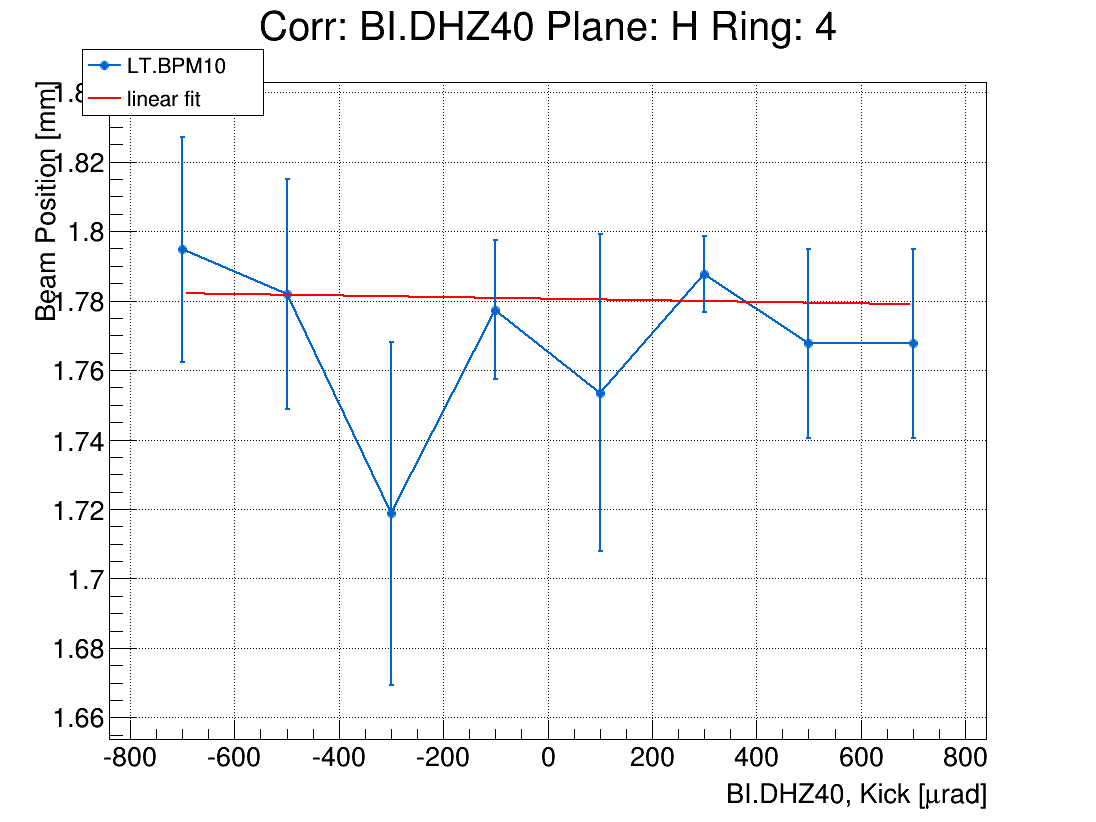 Corr: BI.DHZ40 Plane: H Ring: 4
LT.BPM10
linear fit
Beam Position [mm]
1.82
1.8
1.78
1.76
1.74
1.72
1.7
1.68
1.66
-800 -600 -400 -200 0 200 400 600 800
BI.DHZ40, Kick [μrad]